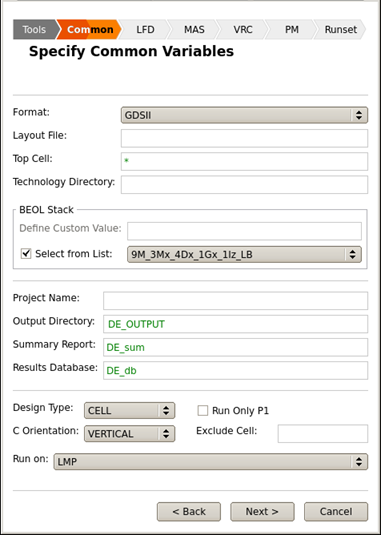 Tools Common LFD MAS VRC PM Runset
Specify Common Variables
Format: GDSII
Layout File:
Top Cell: *
Technology Directory:
BEOL Stack
Define Custom Value:
Select from List: 9M_3Mx_4Dx_1Gx_1Iz_LB
Project Name:
Output Directory: DE_OUTPUT
Summary Report: DE_sum
Results Database: DE_db
Design Type: CELL Run Only P1
C Orientation: VERTICAL Exclude Cell:
Run on: LMP
< Back Next > Cancel